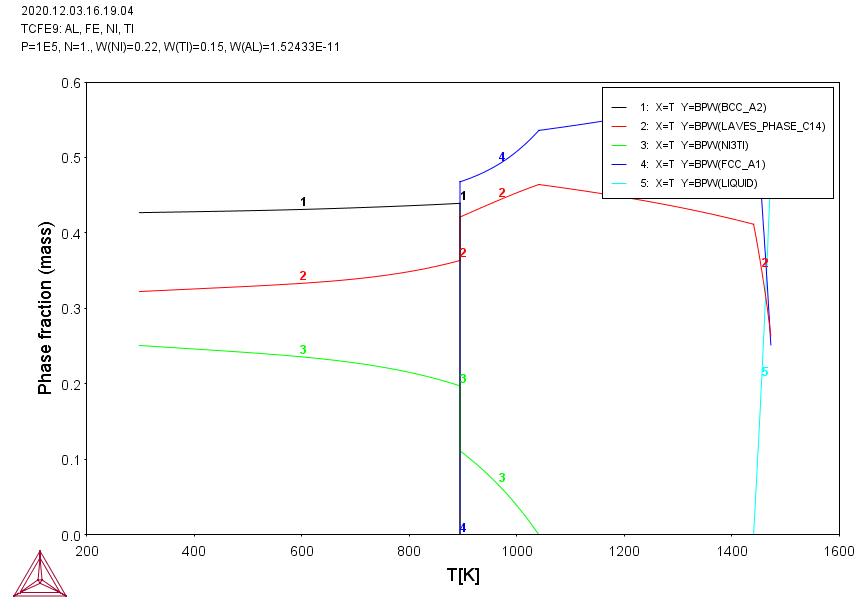 2020.12.03.16.19.04
TCFE9: AL, FE, NI, TI
P=1E5, N=1., W(NI)=0.22, W(TI)=0.15, W(AL)=1.52433E-11
0.6
1: X=T Y=BPW(BCC_A2)
2: X=T Y=BPW(LAVES_PHASE_C14)
3: X=T Y=BPW(NI3TI)
4: X=T Y=BPW(FCC_A1)
5: X=T Y=BPW(LIQUID)
0.5
4
2
1
1
0.4
Phase fraction (mass)
2
2
2
0.3
3
3
5
0.2
3
0.1
4
0.0
200 400 600 800 1000 1200 1400 1600
T[K]